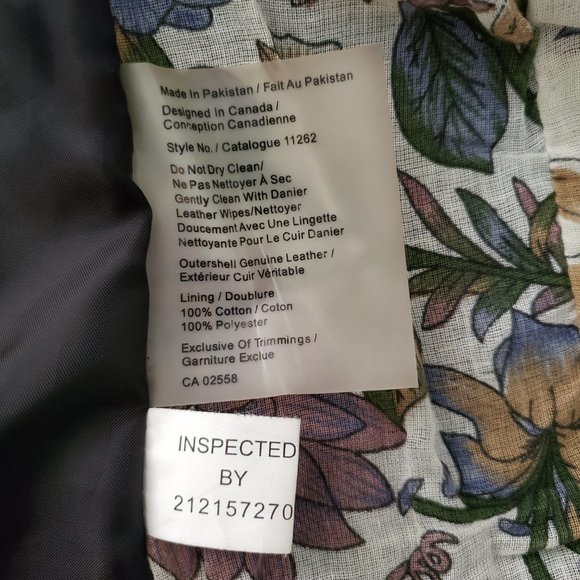 Made In Pakistan / Fait Au Pakistan
Designed In Canada /
Conception Canadienne
Style No. / Catalogue 11262
Do Not Dry Clean/
Ne Pas Nettoyer À Sec
Gently Clean With Danier
Leather Wipes/Nettoyer
Doucement Avec Une Lingette
Nettoyante Pour Le Cuir Danier
Outershell Genuine Leather /
Extérieur Cuir Véritable
Lining / Doublure
100% Cotton / Coton
100% Polyester
Exclusive Of Trimmings /
Garniture Exclue
CA 02558
INSPECTED
BY
212157270